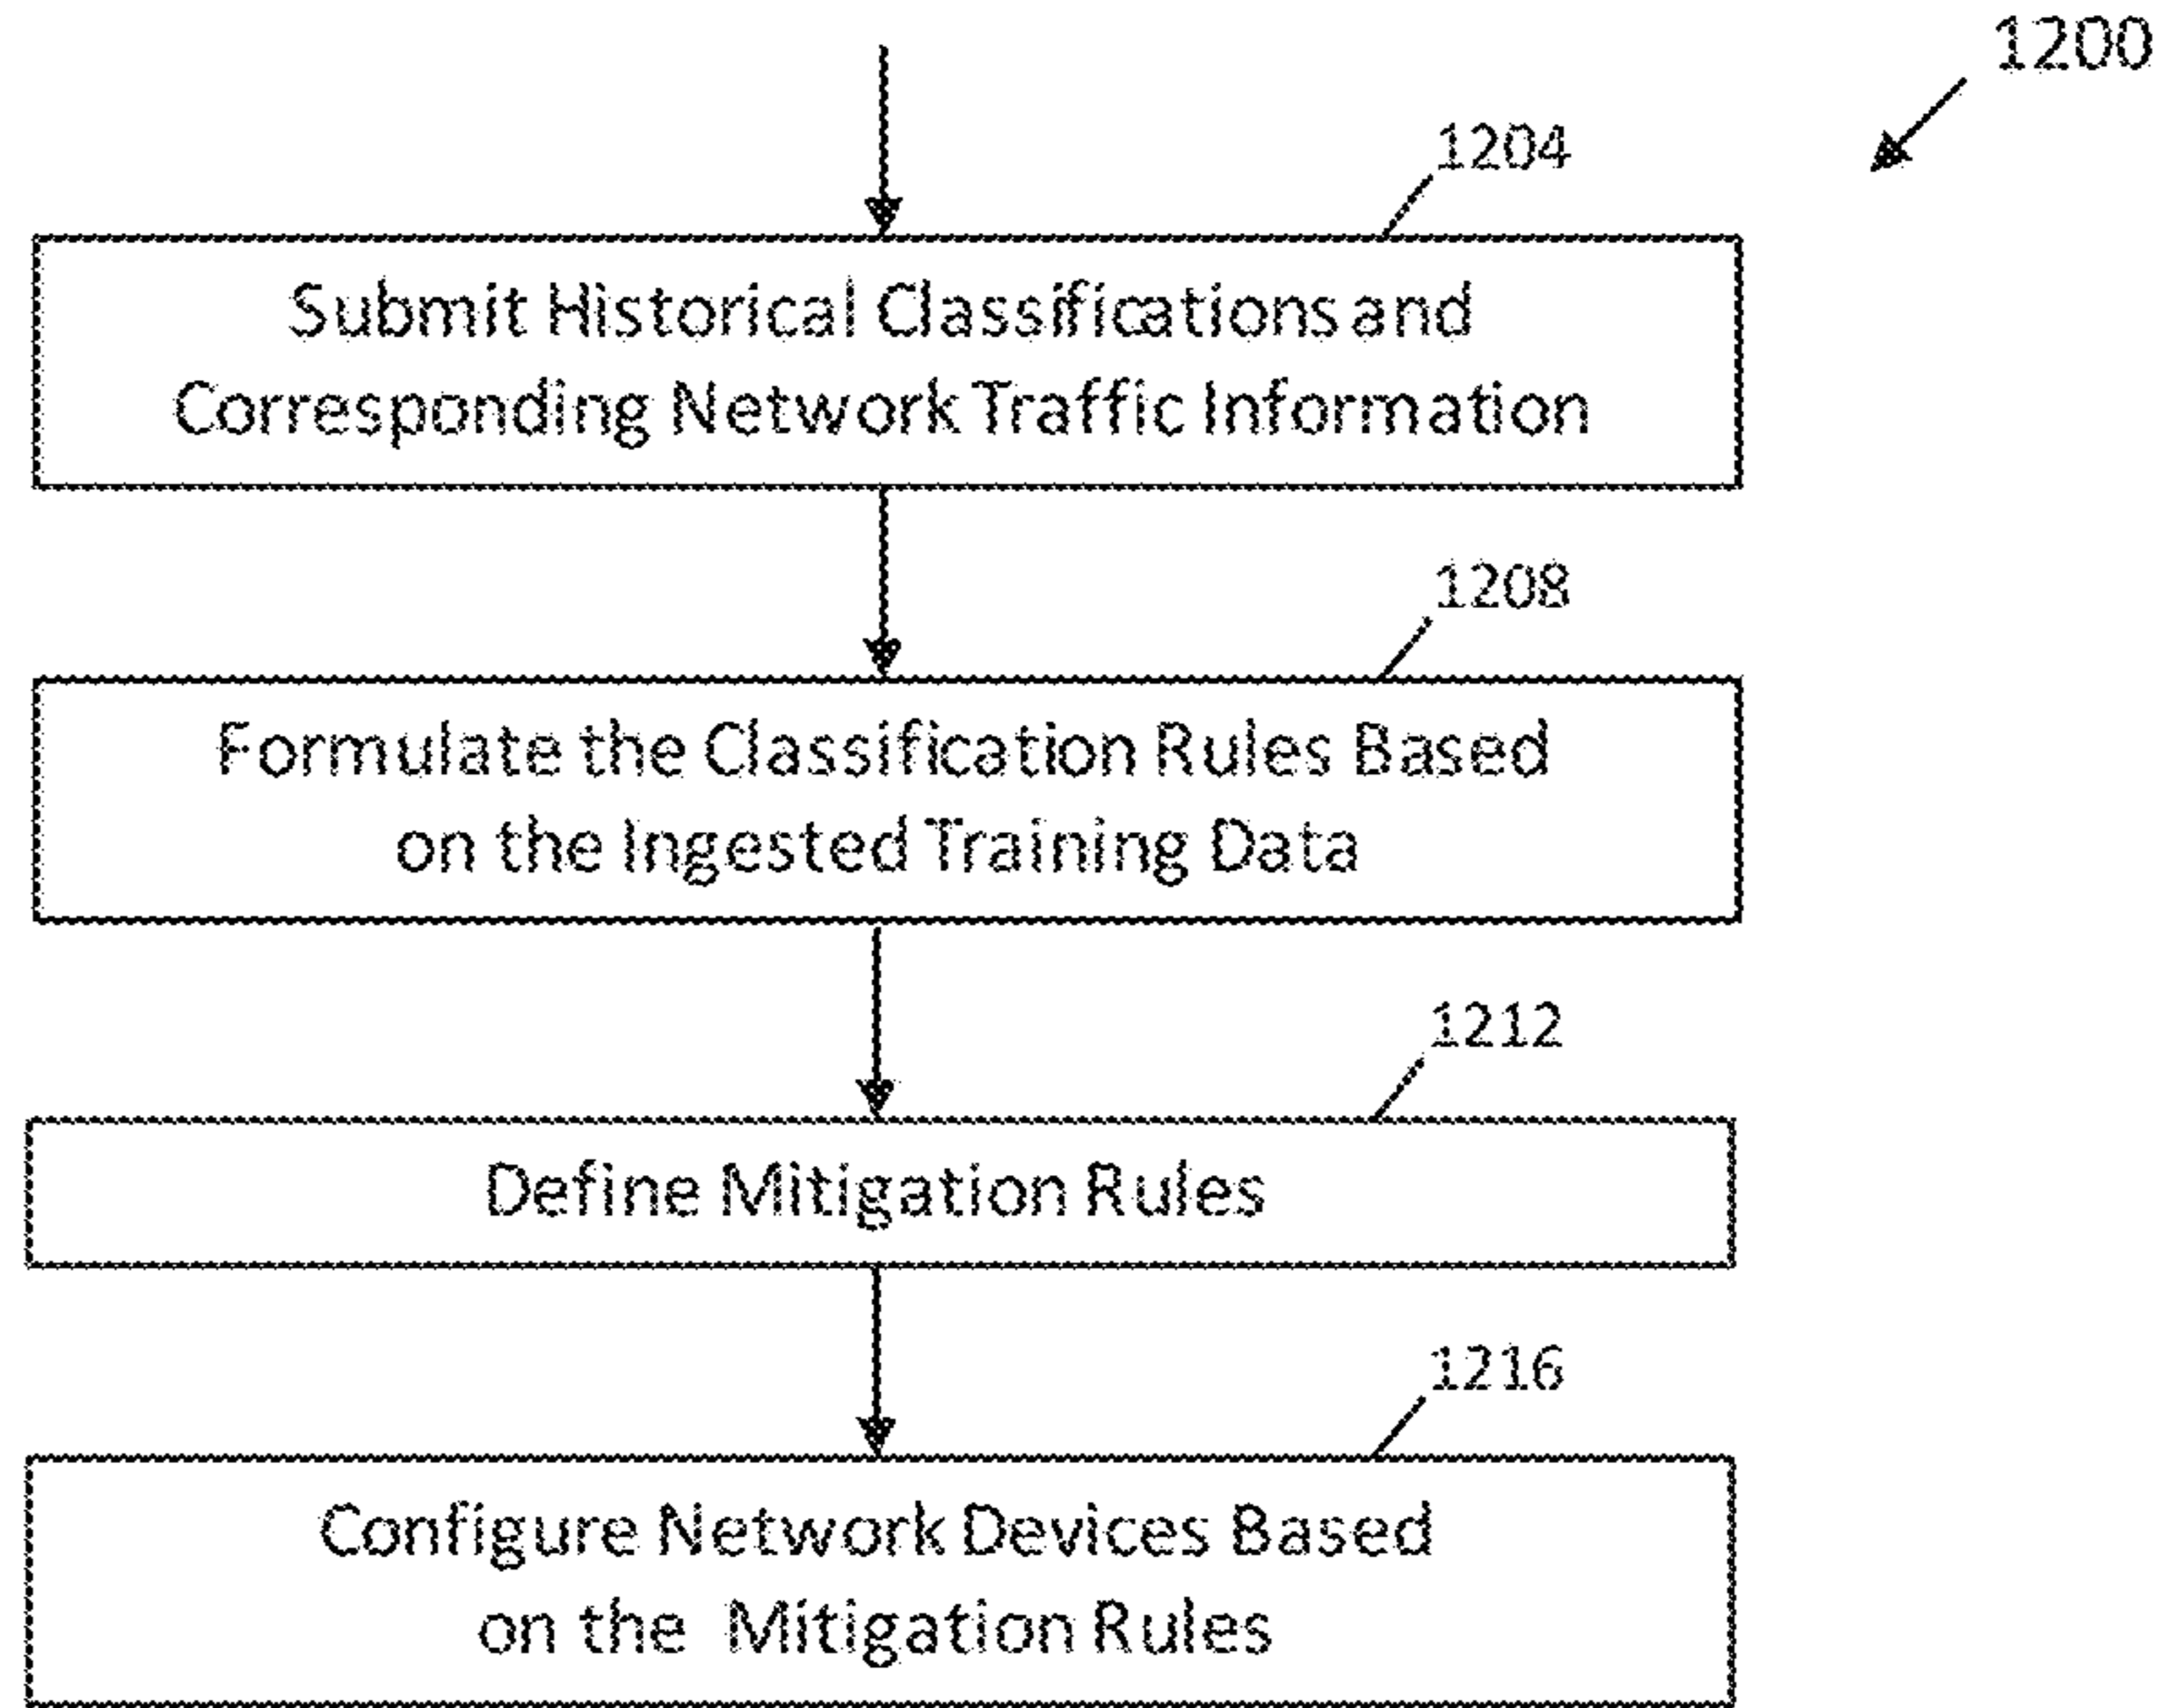 1200
1204
Submit Historical Classifications and
Corresponding Network Traffic Information
1208
Formulate the Classification Rules Based
on the Ingested Training Data
1212
Define Mitigation Rules
1216
Configure Network Devices Based
on the Mitigation Rules